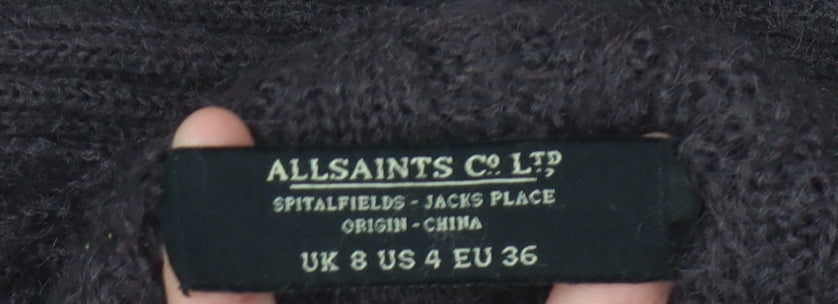 ALLSAINTS Cº LTD
SPITALFIELDS - JACKS PLACE
ORIGIN - CHINA
UK 8 US 4 EU 36